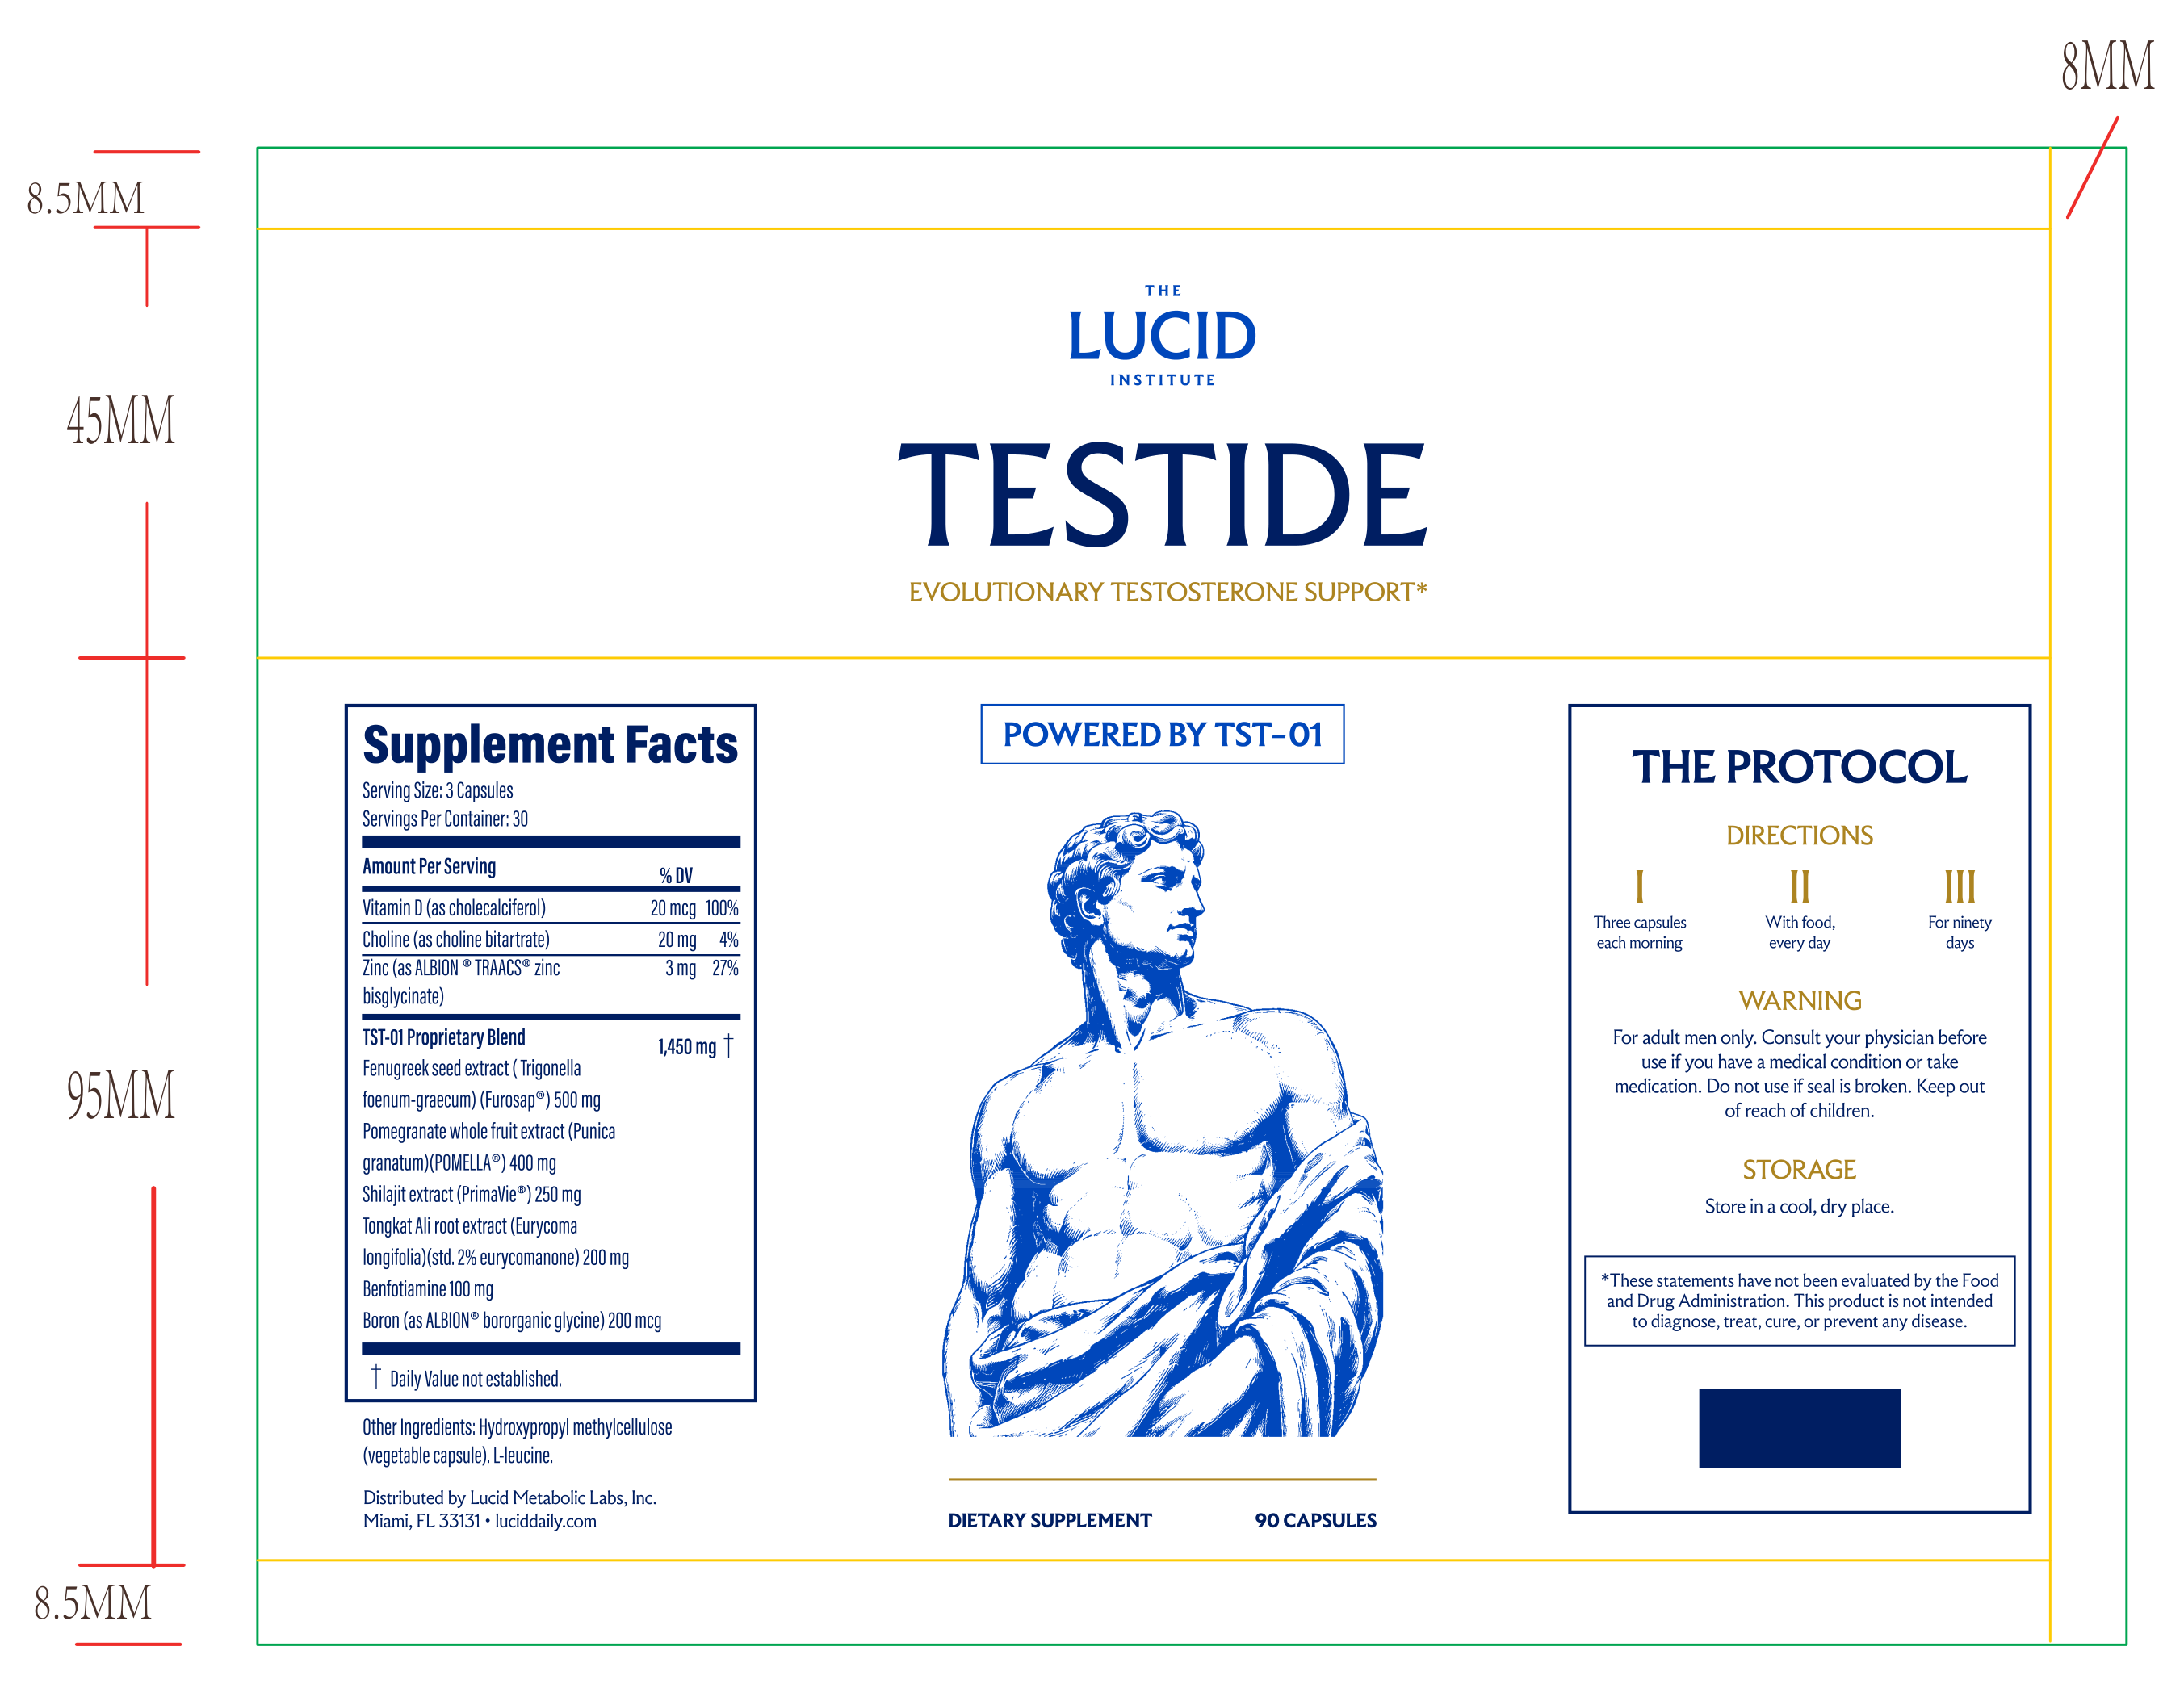 8MM
8.5MM
45MM
95MM
8.5MM
THE
LUCID
INSTITUTE
TESTIDE
EVOLUTIONARY TESTOSTERONE SUPPORT*
Supplement Facts
Serving Size: 3 Capsules
Servings Per Container: 30
Amount Per Serving % DV
Vitamin D (as cholecalciferol) 20 mcg 100%
Choline (as choline bitartrate) 20 mg 4%
Zinc (as ALBION ® TRAACS® zinc 3 mg 27%
bisglycinate)
TST-01 Proprietary Blend 1,450 mg †
Fenugreek seed extract ( Trigonella
foenum-graecum) (Furosap®) 500 mg
Pomegranate whole fruit extract (Punica
granatum)(POMELLA®) 400 mg
Shilajit extract (PrimaVie®) 250 mg
Tongkat Ali root extract (Eurycoma
longifolia)(std. 2% eurycomanone) 200 mg
Benfotiamine 100 mg
Boron (as ALBION® bororganic glycine) 200 mcg
† Daily Value not established.
Other Ingredients: Hydroxypropyl methylcellulose
(vegetable capsule). L-leucine.
Distributed by Lucid Metabolic Labs, Inc.
Miami, FL 33131 • luciddaily.com
POWERED BY TST-01
DIETARY SUPPLEMENT 90 CAPSULES
THE PROTOCOL
DIRECTIONS
I
Three capsules
each morning
II
With food,
every day
III
For ninety
days
WARNING
For adult men only. Consult your physician before
use if you have a medical condition or take
medication. Do not use if seal is broken. Keep out
of reach of children.
STORAGE
Store in a cool, dry place.
*These statements have not been evaluated by the Food
and Drug Administration. This product is not intended
to diagnose, treat, cure, or prevent any disease.